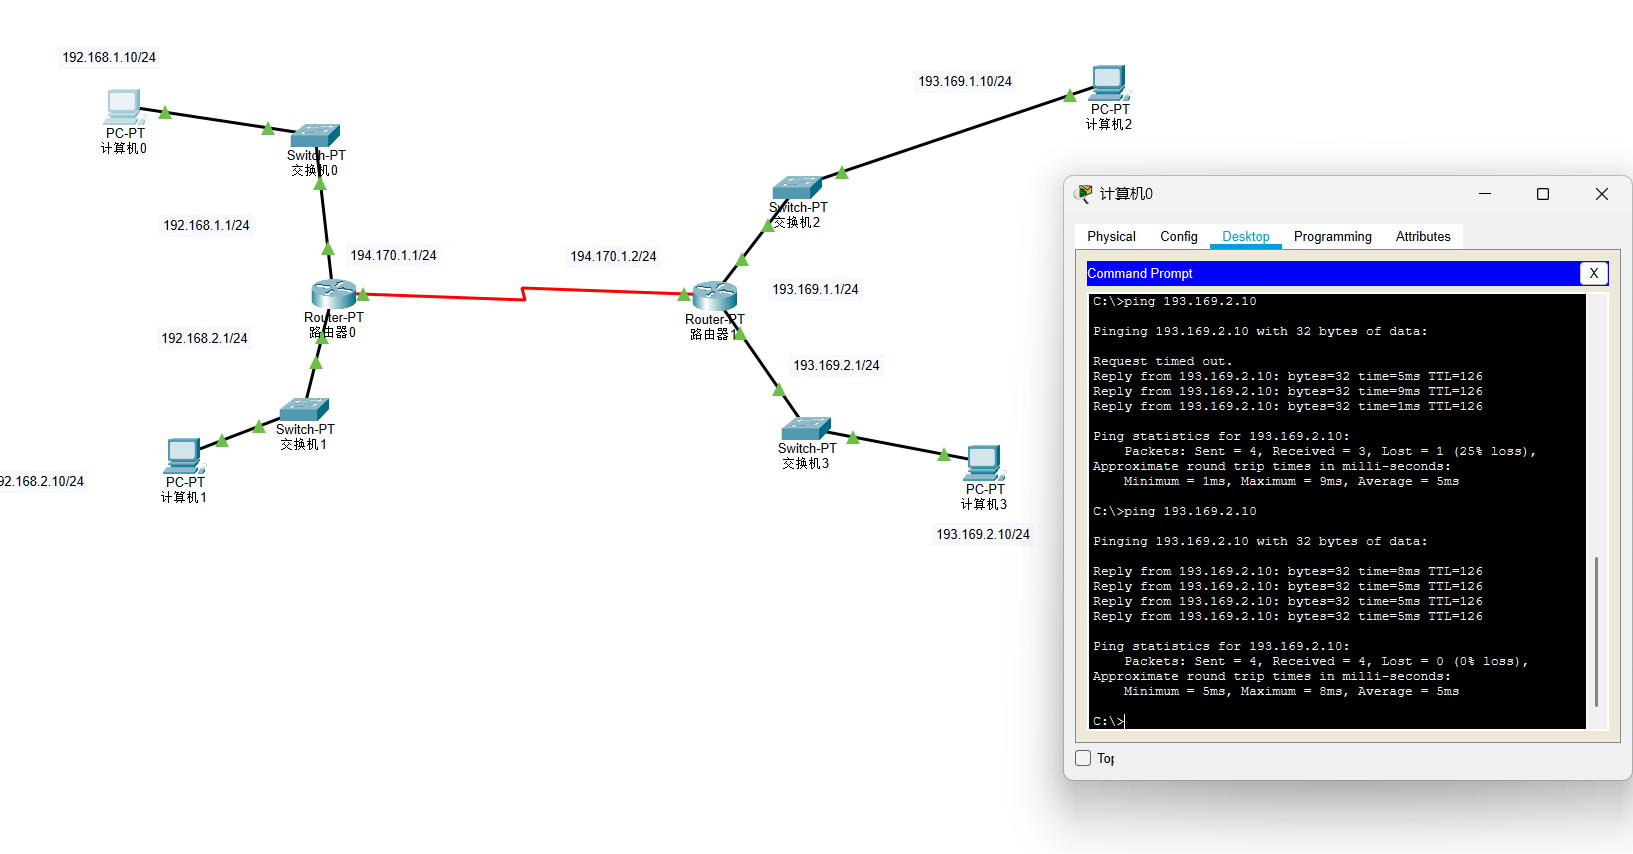 192.168.1.10/24
PC-PT
计算机0
Switch-PT
交换机0
192.168.1.1/24
194.170.1.1/24
Router-PT
路由器0
192.168.2.1/24
Switch-PT
交换机1
PC-PT
计算机1
92.168.2.10/24
194.170.1.2/24
193.169.1.10/24
PC-PT
计算机2
Switch-PT
交换机2
193.169.1.1/24
Router-PT
路由器1
193.169.2.1/24
Switch-PT
交换机3
PC-PT
计算机3
193.169.2.10/24
计算机0
Physical Config Desktop Programming Attributes
Command Prompt X
C:\>ping 193.169.2.10
Pinging 193.169.2.10 with 32 bytes of data:
Request timed out.
Reply from 193.169.2.10: bytes=32 time=5ms TTL=126
Reply from 193.169.2.10: bytes=32 time=9ms TTL=126
Reply from 193.169.2.10: bytes=32 time=1ms TTL=126
Ping statistics for 193.169.2.10:
Packets: Sent = 4, Received = 3, Lost = 1 (25% loss),
Approximate round trip times in milli-seconds:
Minimum = 1ms, Maximum = 9ms, Average = 5ms
C:\>ping 193.169.2.10
Pinging 193.169.2.10 with 32 bytes of data:
Reply from 193.169.2.10: bytes=32 time=8ms TTL=126
Reply from 193.169.2.10: bytes=32 time=5ms TTL=126
Reply from 193.169.2.10: bytes=32 time=5ms TTL=126
Reply from 193.169.2.10: bytes=32 time=5ms TTL=126
Ping statistics for 193.169.2.10:
Packets: Sent = 4, Received = 4, Lost = 0 (0% loss),
Approximate round trip times in milli-seconds:
Minimum = 5ms, Maximum = 8ms, Average = 5ms
C:\>
Top